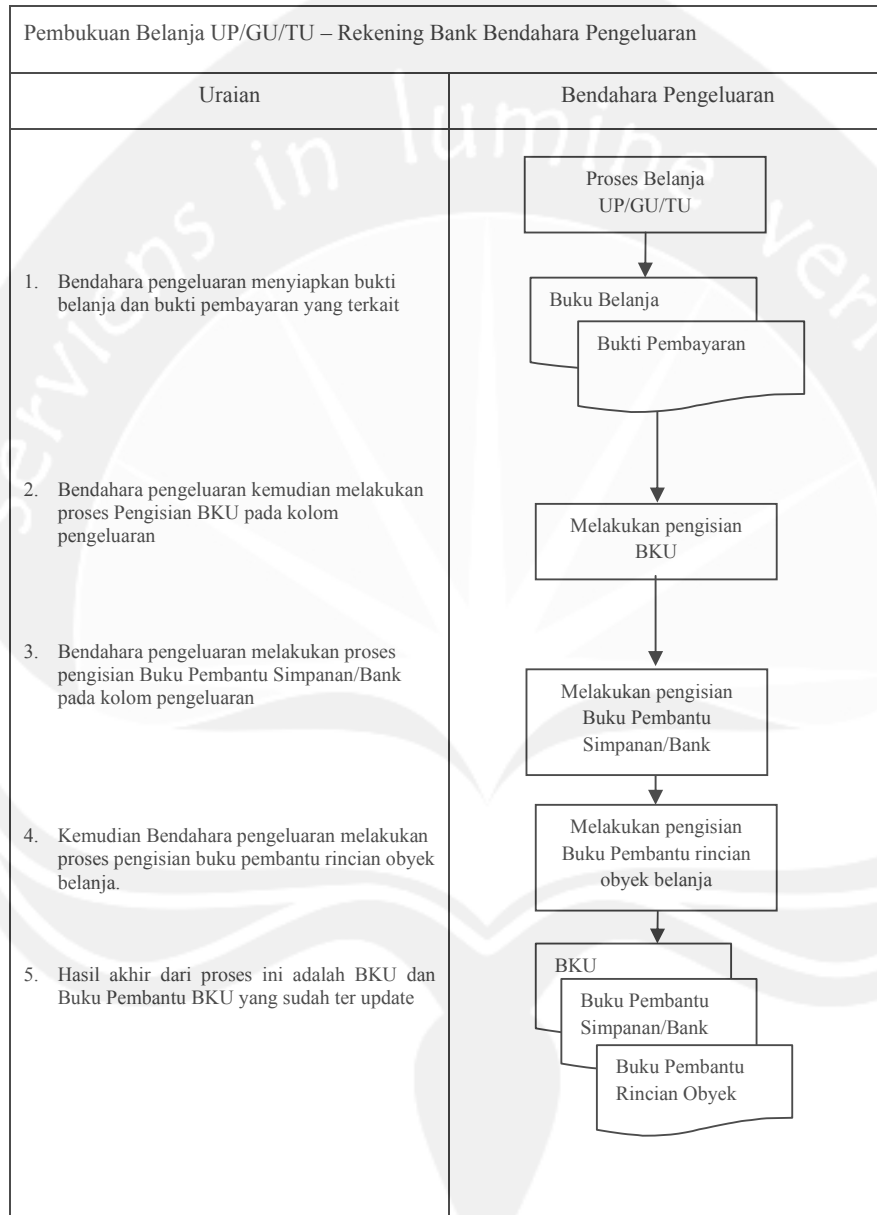 Pembukuan Belanja UP/GU/TU – Rekening Bank Bendahara Pengeluaran
Uraian
Bendahara Pengeluaran
Proses Belanja
UP/GU/TU
1. Bendahara pengeluaran menyiapkan bukti
belanja dan bukti pembayaran yang terkait
Buku Belanja
Bukti Pembayaran
2. Bendahara pengeluaran kemudian melakukan
proses Pengisian BKU pada kolom
pengeluaran
Melakukan pengisian
BKU
3. Bendahara pengeluaran melakukan proses
pengisian Buku Pembantu Simpanan/Bank
pada kolom pengeluaran
Melakukan pengisian
Buku Pembantu
Simpanan/Bank
4. Kemudian Bendahara pengeluaran melakukan
proses pengisian buku pembantu rincian obyek
belanja.
Melakukan pengisian
Buku Pembantu rincian
obyek belanja
5. Hasil akhir dari proses ini adalah BKU dan
Buku Pembantu BKU yang sudah ter update
BKU
Buku Pembantu
Simpanan/Bank
Buku Pembantu
Rincian Obyek
serviens in lumine veri